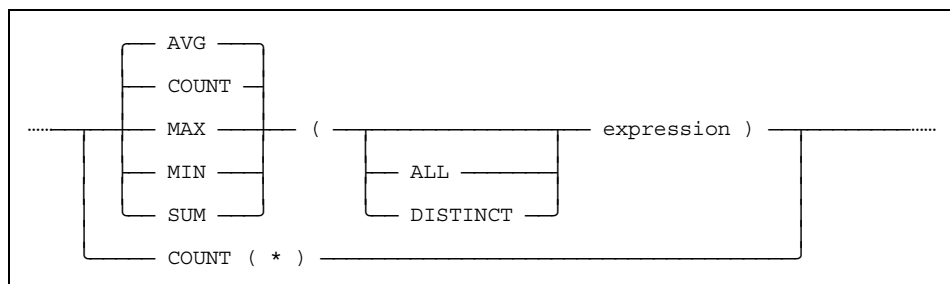 AVG
COUNT
MAX ( expression )
MIN ALL
SUM DISTINCT
COUNT ( * )